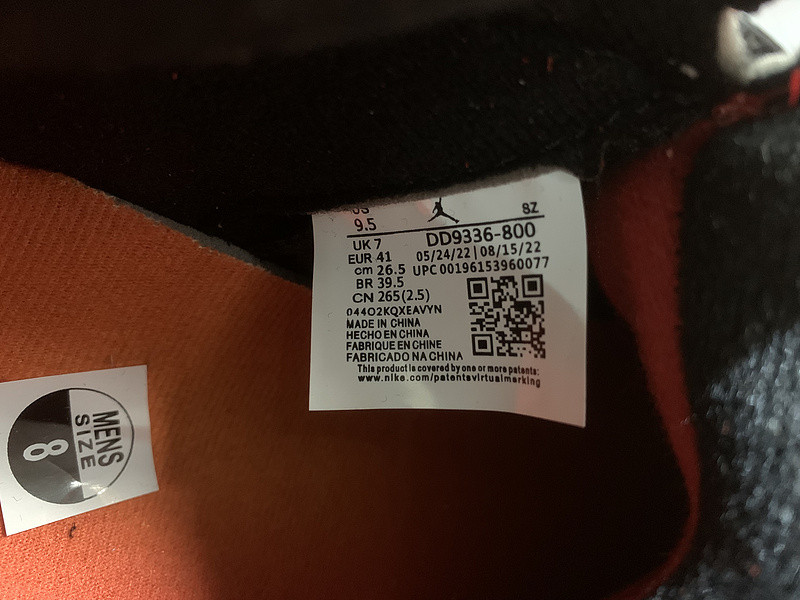 US
8Z
9.5
DD9336-800
UK 7
05/24/22 | 08/15/22
EUR 41
UPC 00196153960077
cm 26.5
BR 39.5
CN 265(2.5)
04402KQXEAVYN
MADE IN CHINA
HECHO EN CHINA
FABRIQUE EN CHINE
FABRICADO NA CHINA
This product is covered by one or more patents:
www.nike.com/patentsvirtualmarking
MENS
SIZE
8